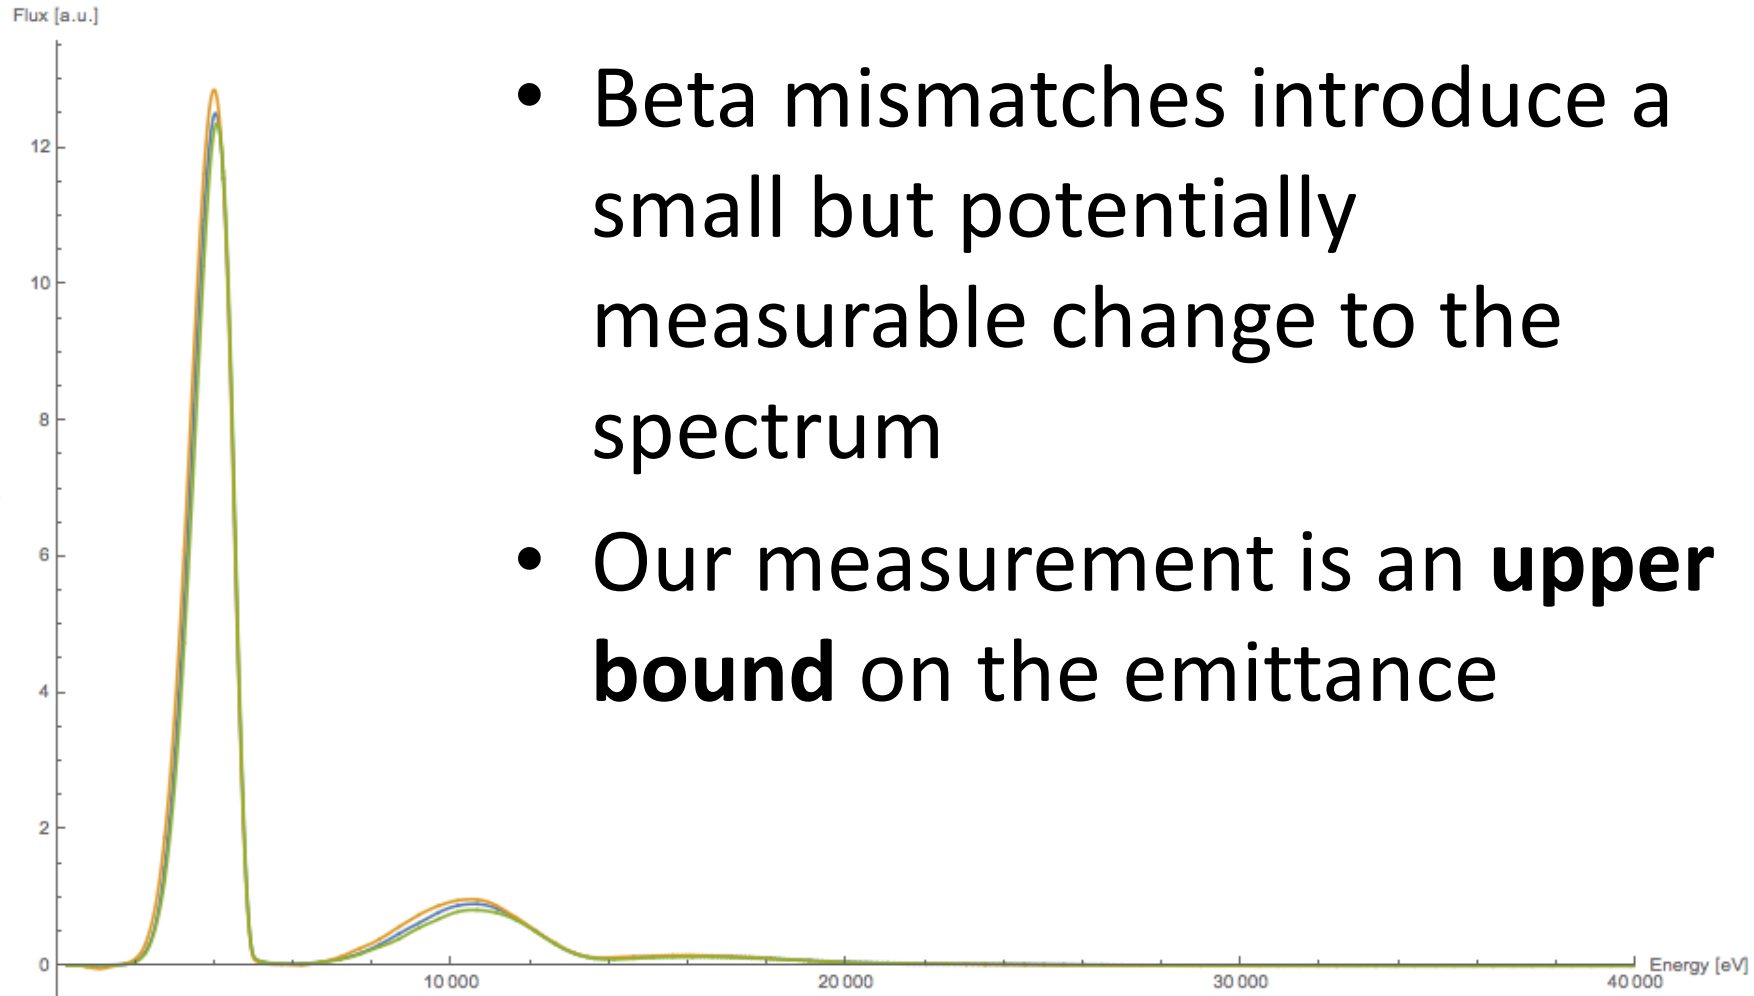 Flux [a.u.]
12
10
8
6
4
2
0
10 000
20 000
30 000
40 000
Energy [eV]
• Beta mismatches introduce a
small but potentially
measurable change to the
spectrum
• Our measurement is an upper
bound on the emittance